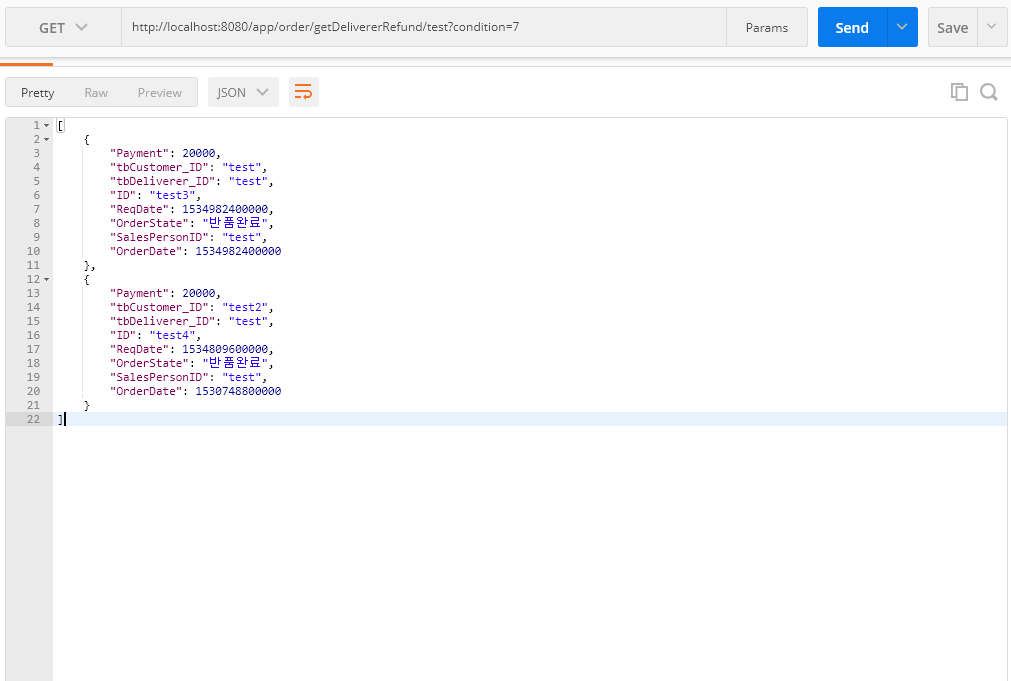 GET http://localhost:8080/app/order/getDelivererRefund/test?condition=7 Params Send Save
Pretty Raw Preview JSON
1 [
2 {
3 "Payment": 20000,
4 "tbCustomer_ID": "test",
5 "tbDeliverer_ID": "test",
6 "ID": "test3",
7 "ReqDate": 1534982400000,
8 "OrderState": "반품완료",
9 "SalesPersonID": "test",
10 "OrderDate": 1534982400000
11 },
12 {
13 "Payment": 20000,
14 "tbCustomer_ID": "test2",
15 "tbDeliverer_ID": "test",
16 "ID": "test4",
17 "ReqDate": 1534809600000,
18 "OrderState": "반품완료",
19 "SalesPersonID": "test",
20 "OrderDate": 1530748800000
21 }
22 ]